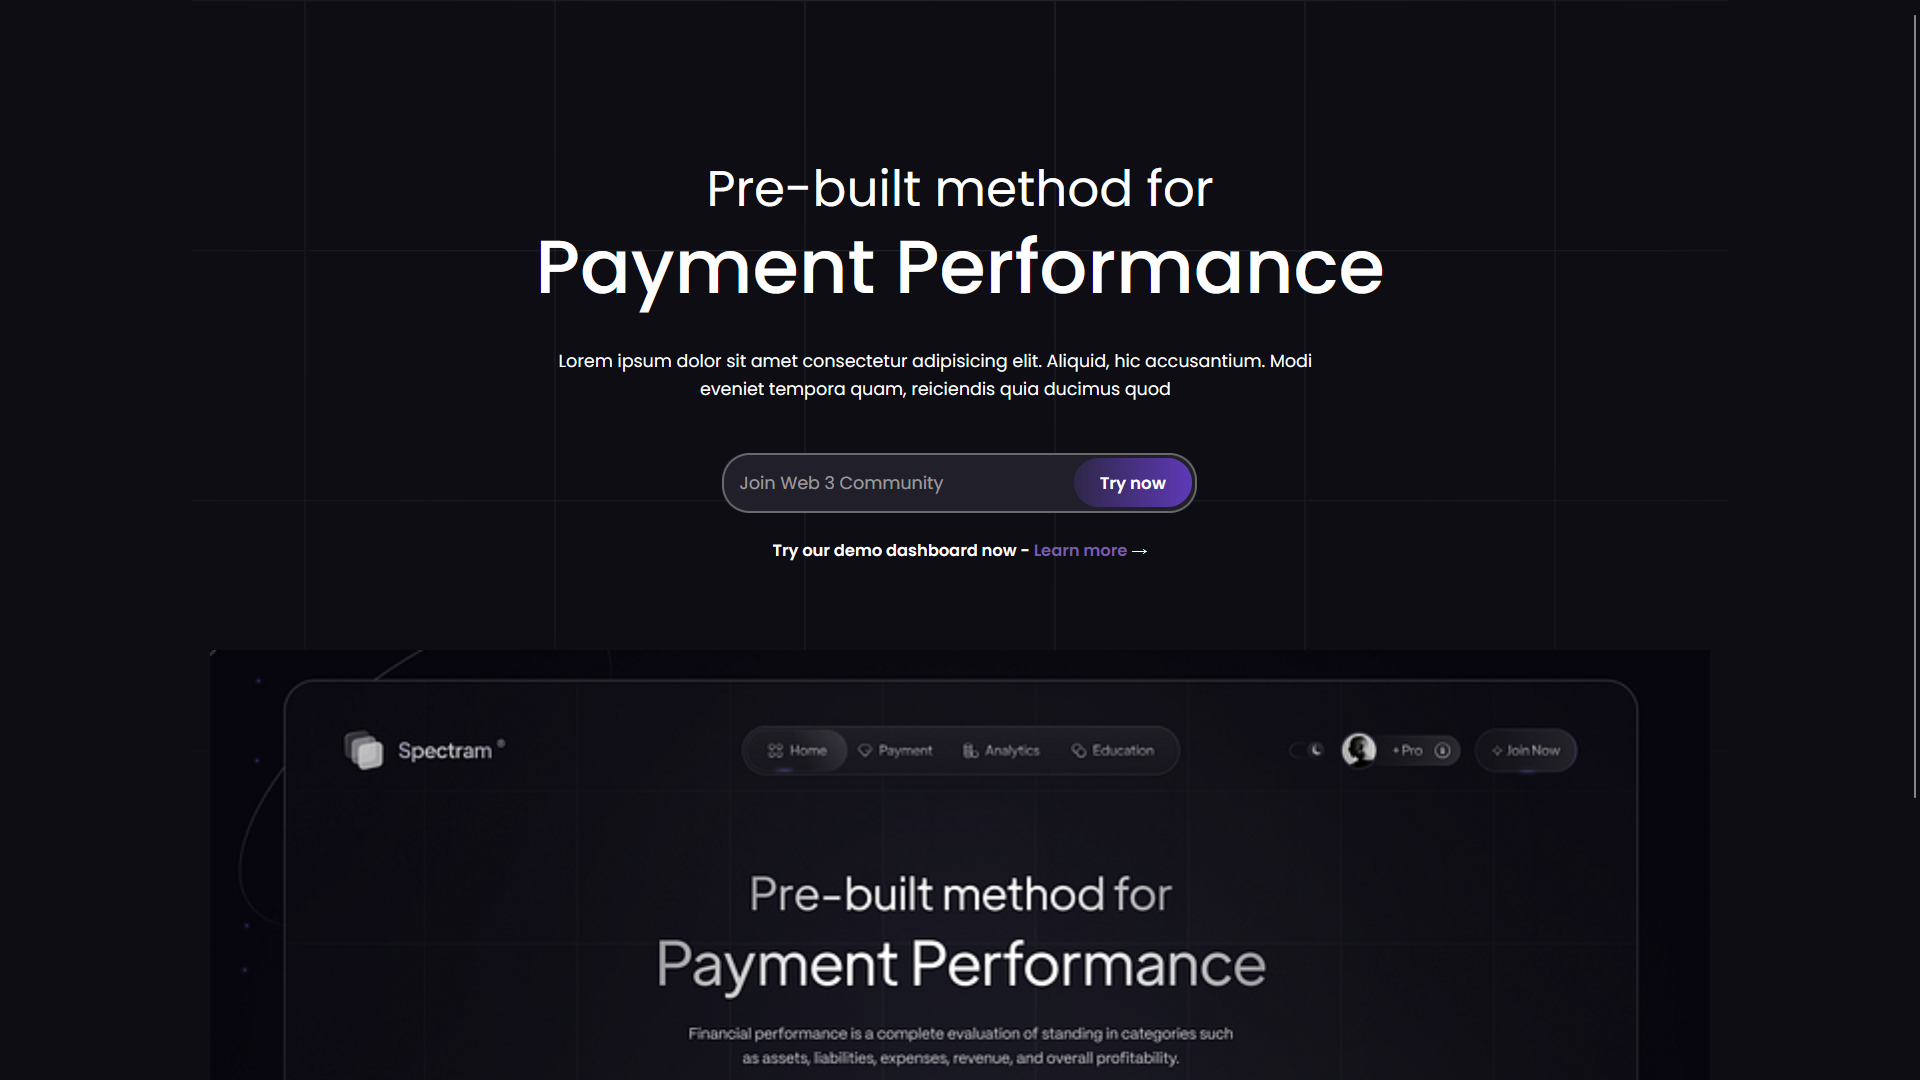 Pre-built method for
Payment Performance
Lorem ipsum dolor sit amet consectetur adipisicing elit. Aliquid, hic accusantium. Modi
eveniet tempora quam, reiciendis quia ducimus quod
Join Web 3 Community
Try now
Try our demo dashboard now - Learn more →
Spectram
Home
Payment
Analytics
Education
+ Pro
Join Now
Pre-built method for
Payment Performance
Financial performance is a complete evaluation of standing in categories such
as assets, liabilities, expenses, revenue, and overall profitability.